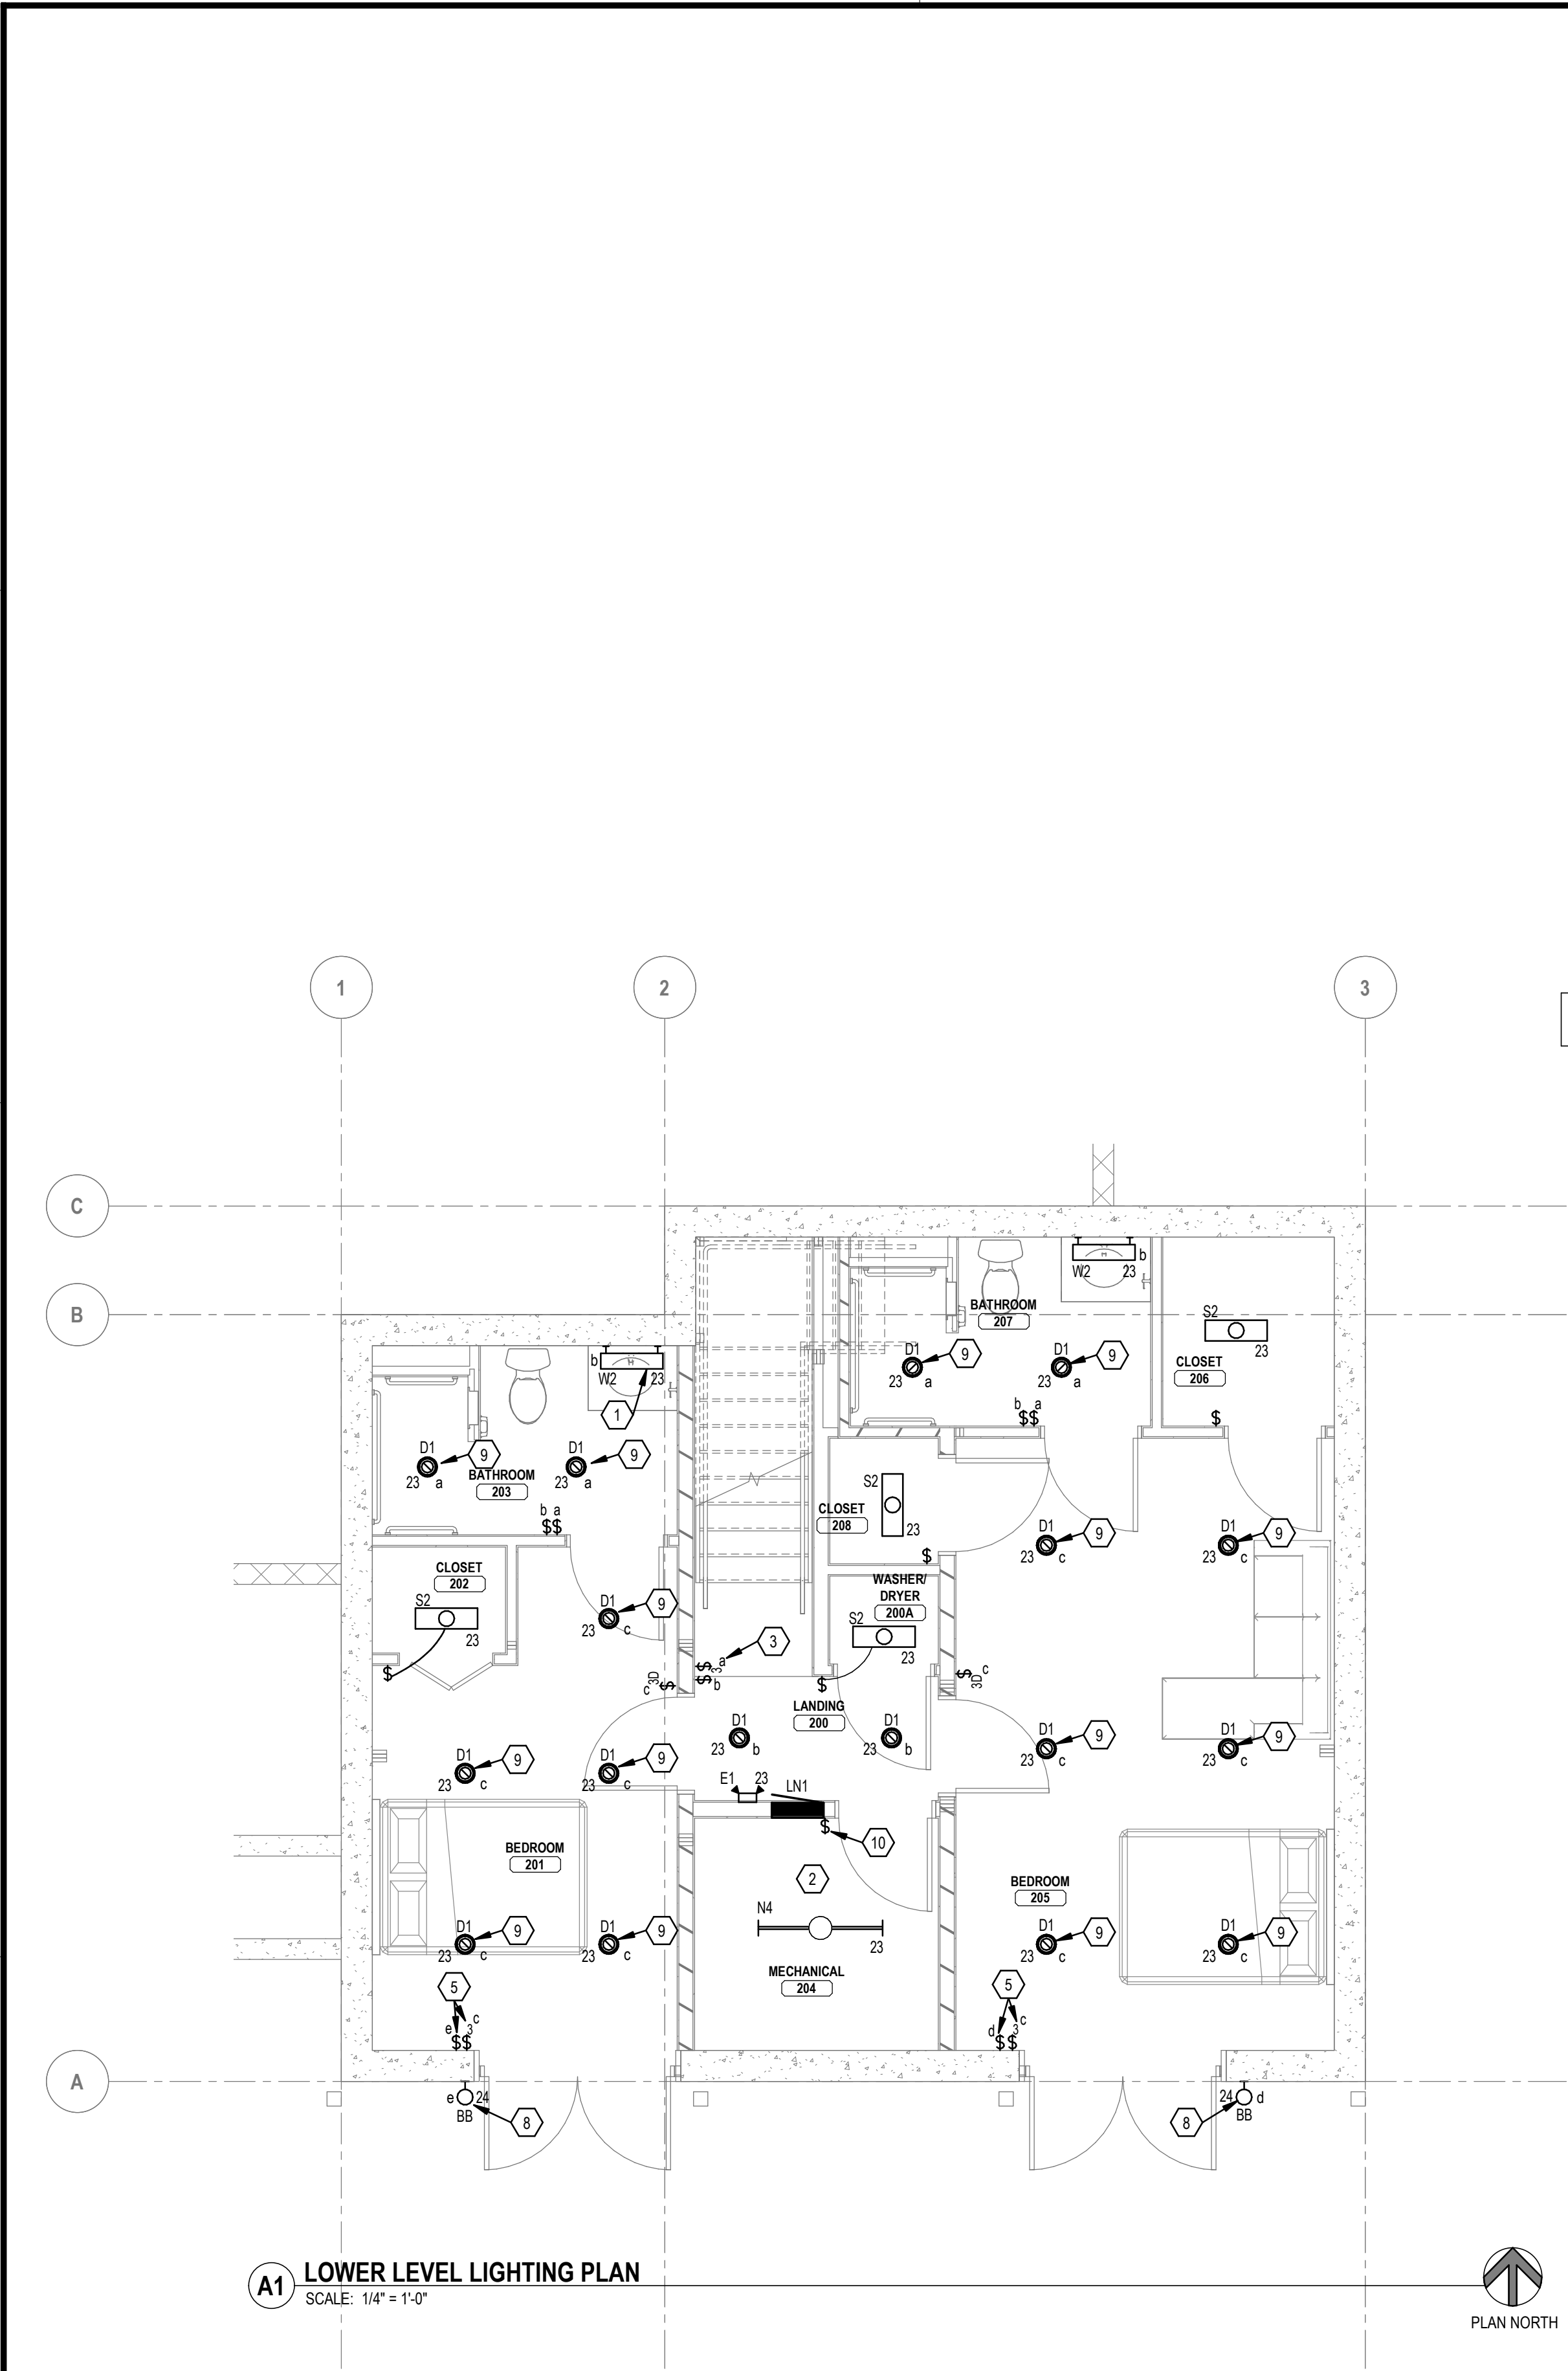 1
2
3
C
B
A
W2
23
b
BATHROOM
207
S2
23
CLOSET
206
D1
23
a
9
D1
23
a
9
b
a
$$
$
b
W2
23
1
D1
23
a
9
D1
23
a
9
BATHROOM
203
b
a
$$
S2
CLOSET
208
23
$
D1
23
c
9
D1
23
c
9
CLOSET
202
S2
23
$
D1
23
c
9
WASHER/
DRYER
200A
S2
23
$
3
$
3
a
$
b
c
3D
$
$
c
3D
LANDING
200
D1
23
b
D1
23
b
D1
23
c
9
D1
23
c
9
D1
23
c
9
D1
23
c
9
E1
23
LN1
$
10
BEDROOM
201
2
BEDROOM
205
N4
23
MECHANICAL
204
D1
23
c
9
D1
23
c
9
D1
23
c
9
D1
23
c
9
5
e
3
c
$$
5
d
3
c
$$
e
24
BB
8
24
d
BB
8
A1
LOWER LEVEL LIGHTING PLAN
SCALE: 1/4" = 1'-0"
PLAN NORTH